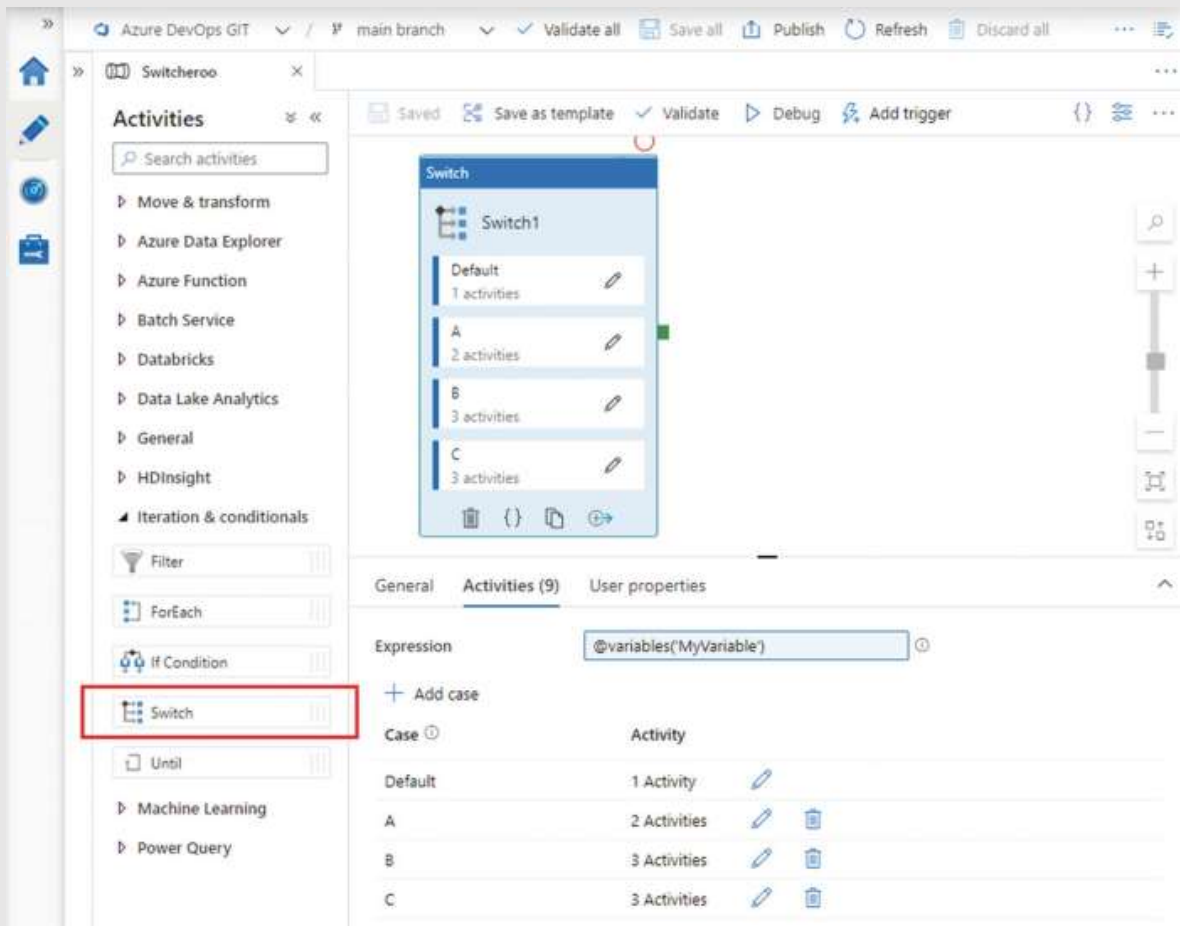 Azure DevOps GIT / main branch Validate all Save all Publish Refresh Discard all
Switcheroo
Activities
Search activities
Move & transform
Azure Data Explorer
Azure Function
Batch Service
Databricks
Data Lake Analytics
General
HDInsight
Iteration & conditionals
Filter
ForEach
If Condition
Switch
Until
Machine Learning
Power Query
Saved Save as template Validate Debug Add trigger
Switch
Switch1
Default
1 activities
A
2 activities
B
3 activities
C
3 activities
General Activities (9) User properties
Expression @variables('MyVariable')
Add case
Case Activity
Default 1 Activity
A 2 Activities
B 3 Activities
C 3 Activities